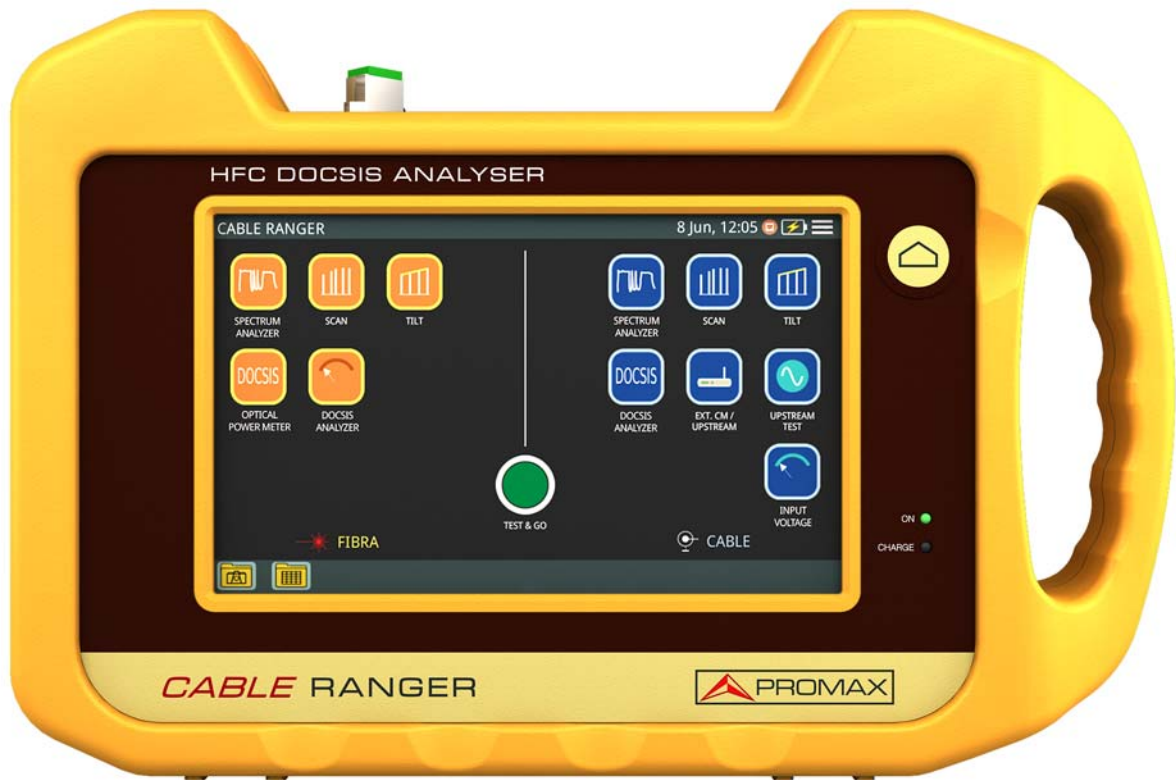 HFC DOCSIS ANALYSER
CABLE RANGER
8 Jun, 12:05
SPECTRUM
ANALYZER
SCAN
TILT
DOCSIS
OPTICAL
POWER METER
DOCSIS
ANALYZER
SPECTRUM
ANALYZER
SCAN
TILT
DOCSIS
DOCSIS
ANALYZER
EXT. CM /
UPSTREAM
UPSTREAM
TEST
INPUT
VOLTAGE
TEST & GO
FIBRA
CABLE
ON
CHARGE
CABLE RANGER
PROMAX